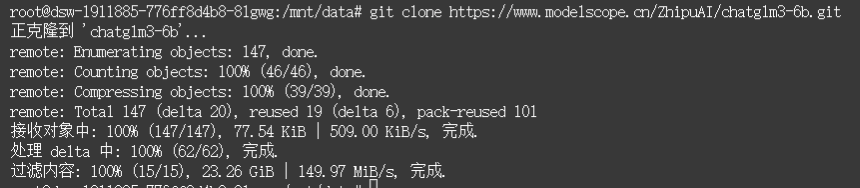 root@dsw-1911885-776ff8d4b8-81gwg:/mnt/data# git clone https://www.modelscope.cn/ZhipuAI/chatglm3-6b.git
正克隆到 'chatglm3-6b'...
remote: Enumerating objects: 147, done.
remote: Counting objects: 100% (46/46), done.
remote: Compressing objects: 100% (39/39), done.
remote: Total 147 (delta 20), reused 19 (delta 6), pack-reused 101
接收对象中: 100% (147/147), 77.54 KiB | 509.00 KiB/s, 完成.
处理 delta 中: 100% (62/62), 完成.
过滤内容: 100% (15/15), 23.26 GiB | 149.97 MiB/s, 完成.